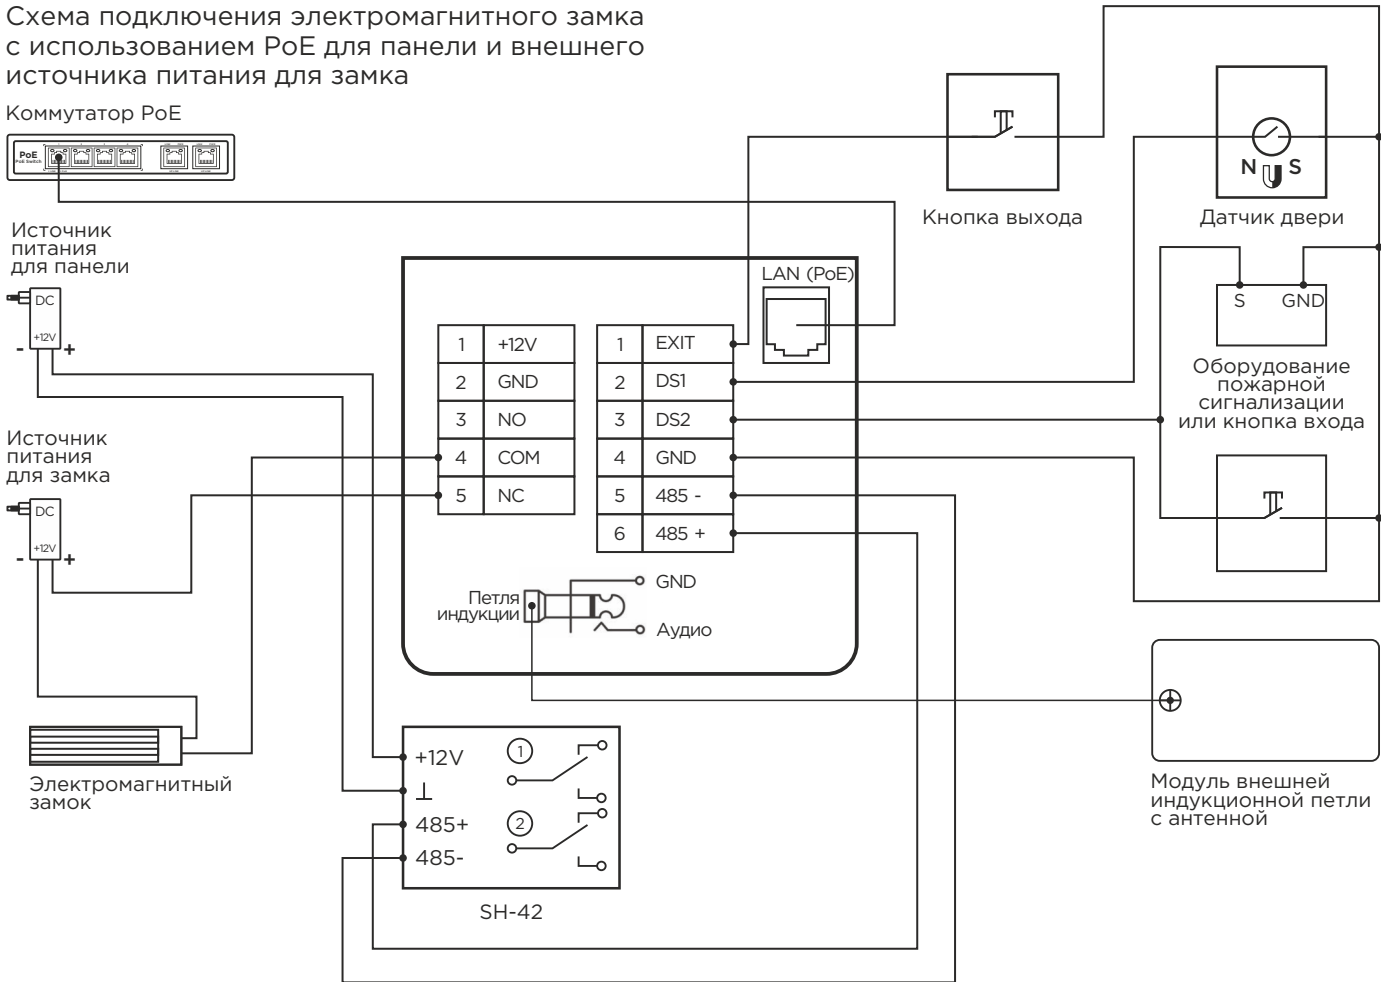 Схема подключения электромагнитного замка
с использованием PoE для панели и внешнего
источника питания для замка
Коммутатор PoE
PoE
PoE Switch
Источник
питания
для панели
DC
+12V
- +
Источник
питания
для замка
DC
+12V
- +
Электромагнитный
замок
LAN (PoE)
1 +12V
2 GND
3 NO
4 COM
5 NC
1 EXIT
2 DS1
3 DS2
4 GND
5 485 -
6 485 +
Петля
индукции
GND
Аудио
+12V
485+
485-
1
2
SH-42
Кнопка выхода
N S
Датчик двери
S GND
Оборудование
пожарной
сигнализации
или кнопка входа
Модуль внешней
индукционной петли
с антенной